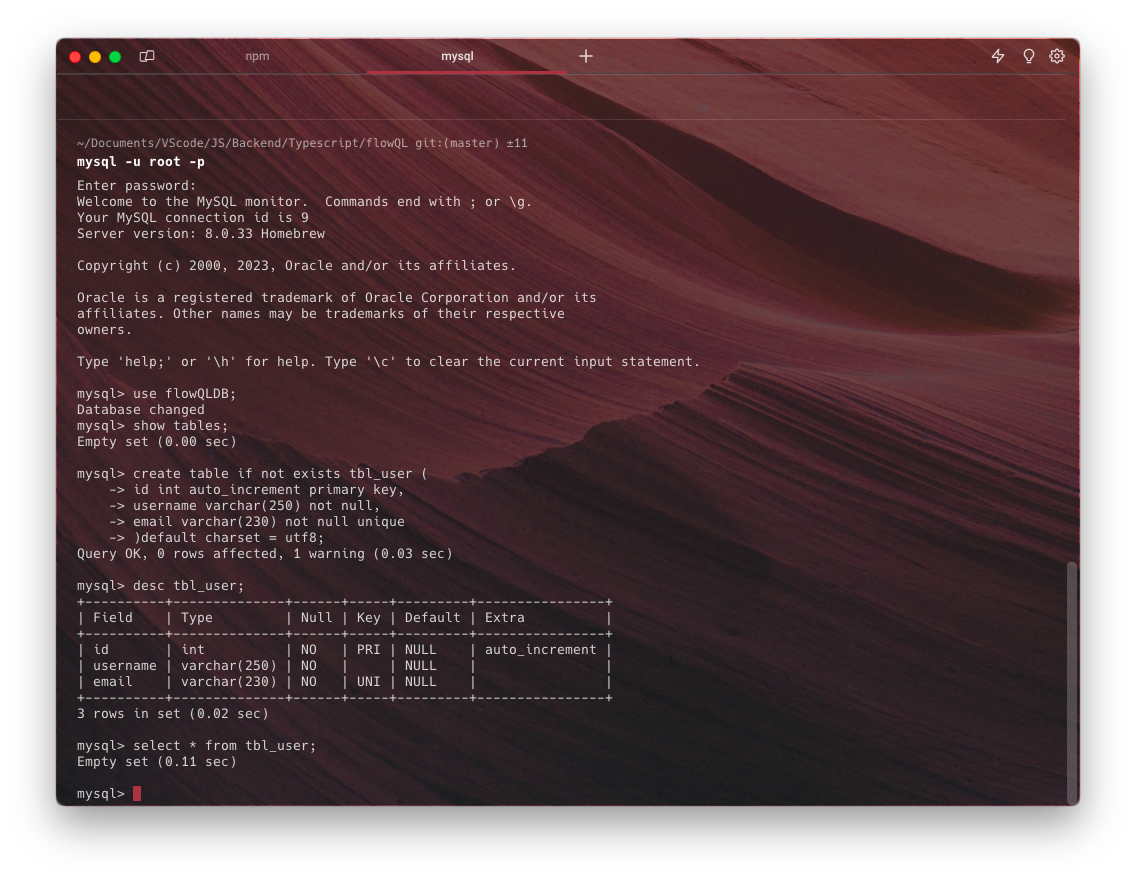 npm
mysql
~/Documents/VScode/JS/Backend/Typescript/flowQL git:(master) ±11
mysql -u root -p
Enter password:
Welcome to the MySQL monitor.  Commands end with ; or \g.
Your MySQL connection id is 9
Server version: 8.0.33 Homebrew

Copyright (c) 2000, 2023, Oracle and/or its affiliates.

Oracle is a registered trademark of Oracle Corporation and/or its
affiliates. Other names may be trademarks of their respective
owners.

Type 'help;' or '\h' for help. Type '\c' to clear the current input statement.

mysql> use flowQLDB;
Database changed
mysql> show tables;
Empty set (0.00 sec)

mysql> create table if not exists tbl_user (
    -> id int auto_increment primary key,
    -> username varchar(250) not null,
    -> email varchar(230) not null unique
    -> )default charset = utf8;
Query OK, 0 rows affected, 1 warning (0.03 sec)

mysql> desc tbl_user;
+----------+--------------+------+-----+---------+----------------+
| Field    | Type         | Null | Key | Default | Extra          |
+----------+--------------+------+-----+---------+----------------+
| id       | int          | NO   | PRI | NULL    | auto_increment |
| username | varchar(250) | NO   |     | NULL    |                |
| email    | varchar(230) | NO   | UNI | NULL    |                |
+----------+--------------+------+-----+---------+----------------+
3 rows in set (0.02 sec)

mysql> select * from tbl_user;
Empty set (0.11 sec)

mysql>